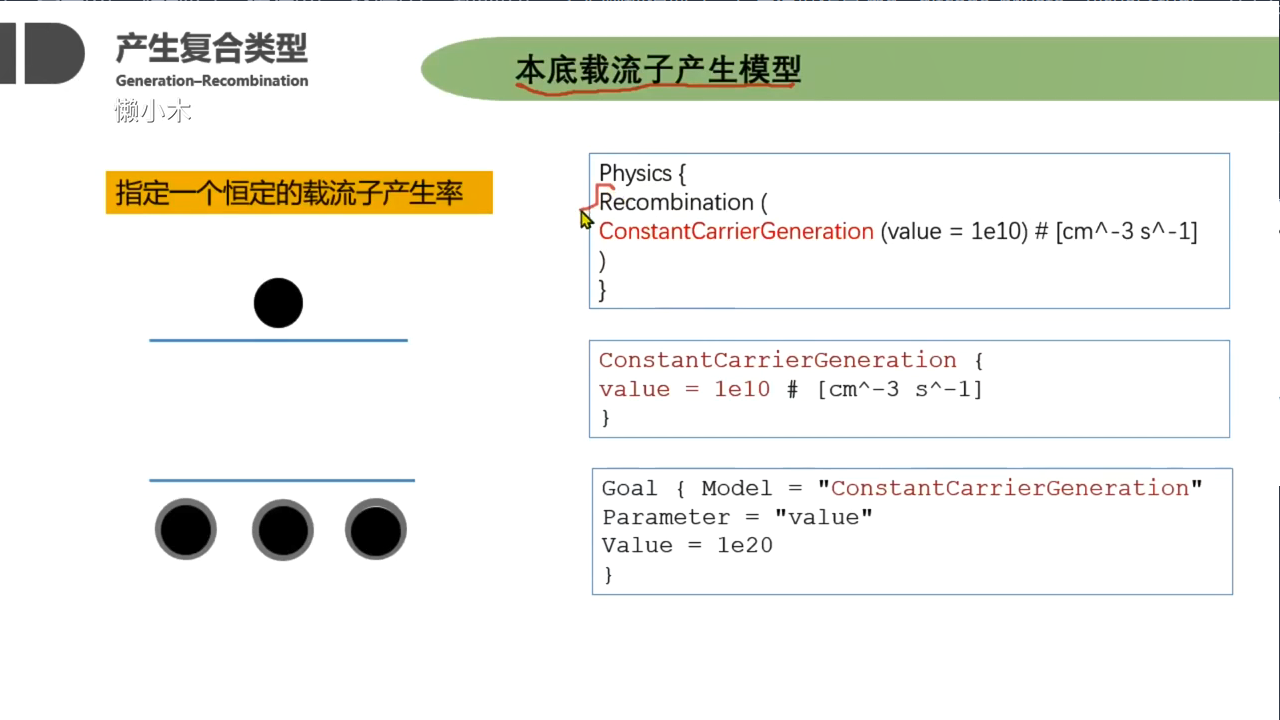 产生复合类型
Generation–Recombination
懒小木
本底载流子产生模型
指定一个恒定的载流子产生率
Physics {
Recombination (
ConstantCarrierGeneration (value = 1e10) # [cm^-3 s^-1]
)
}
ConstantCarrierGeneration {
value = 1e10 # [cm^-3 s^-1]
}
Goal { Model = "ConstantCarrierGeneration"
Parameter = "value"
Value = 1e20
}